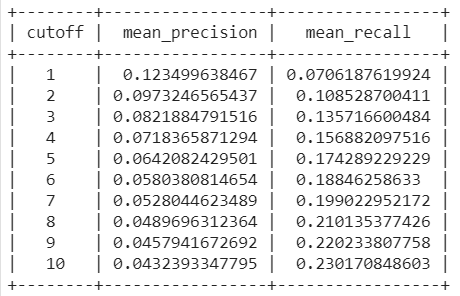 +--------+-----------------+-----------------+
| cutoff |  mean_precision |   mean_recall   |
+--------+-----------------+-----------------+
|   1    |  0.123499638467 | 0.0706187619924 |
|   2    | 0.0973246565437 |  0.108528700411 |
|   3    | 0.0821884791516 |  0.135716600484 |
|   4    | 0.0718365871294 |  0.156882097516 |
|   5    | 0.0642082429501 |  0.174289229229 |
|   6    | 0.0580380814654 |  0.18846258633  |
|   7    | 0.0528044623489 |  0.199022952172 |
|   8    | 0.0489696312364 |  0.210135377426 |
|   9    | 0.0457941672692 |  0.220233807758 |
|   10   | 0.0432393347795 |  0.230170848603 |
+--------+-----------------+-----------------+